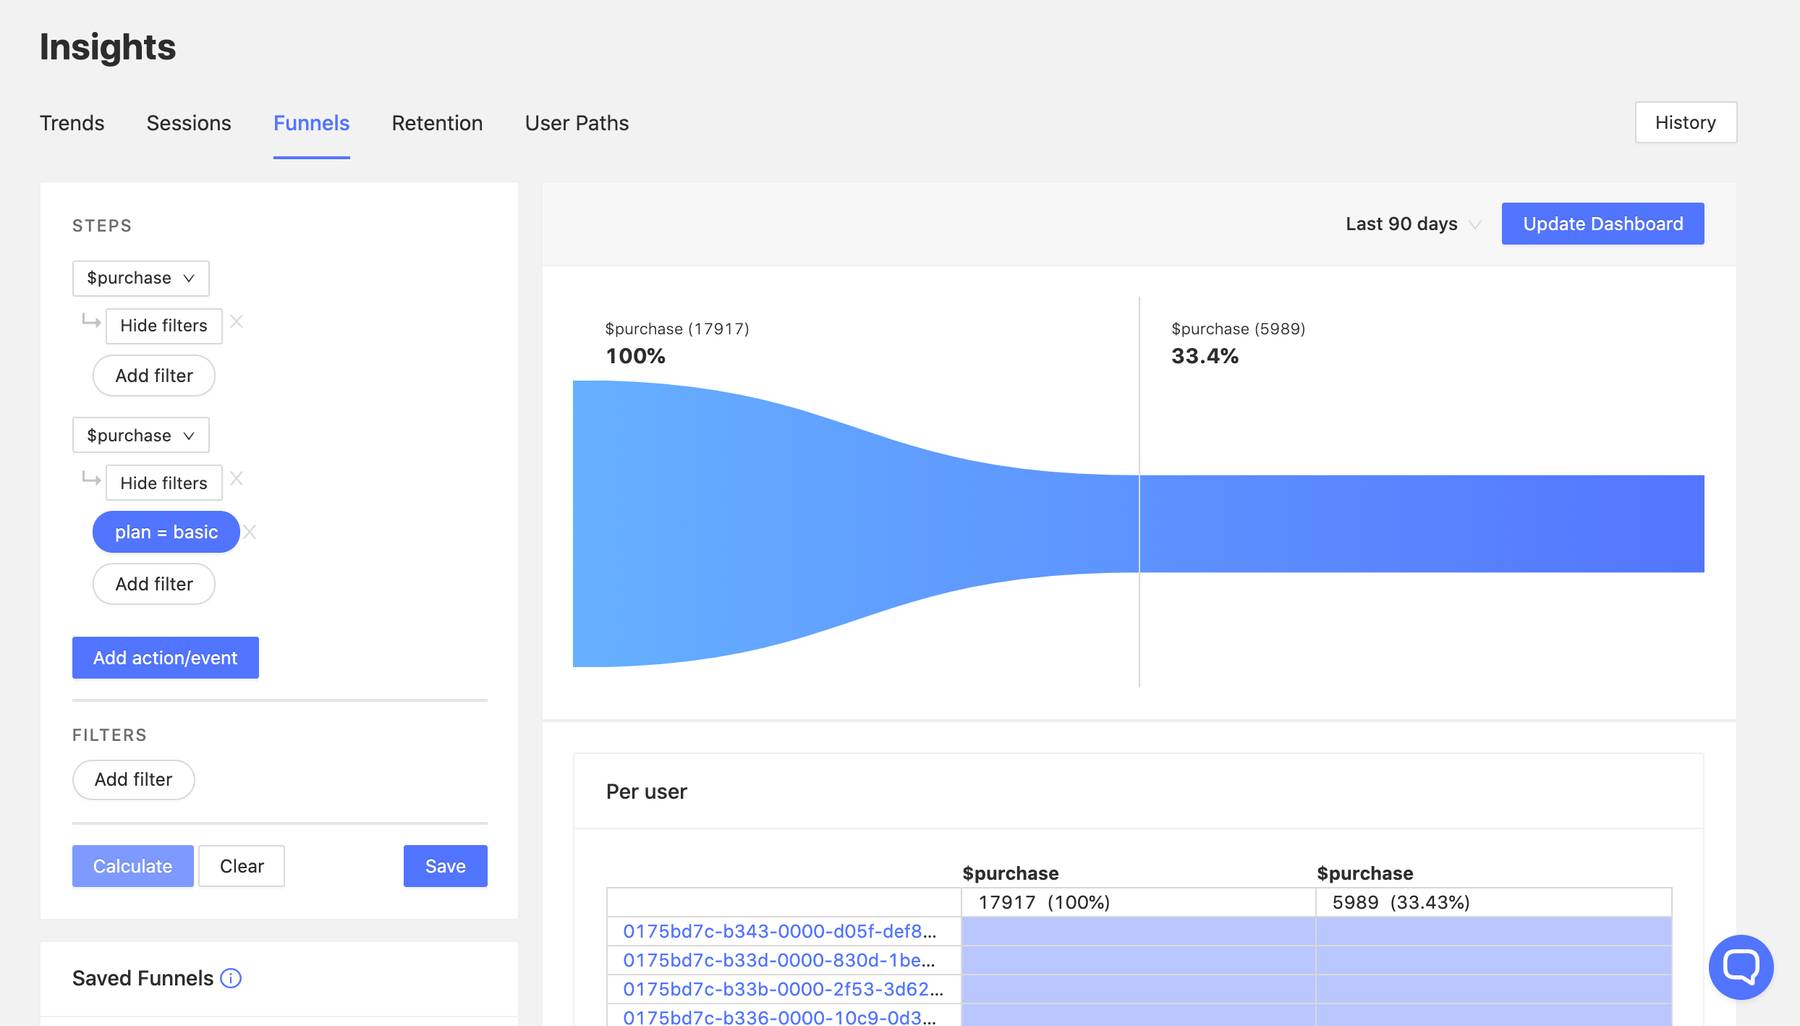 Insights
Trends Sessions Funnels Retention User Paths
History
STEPS
$purchase
Hide filters
Add filter
$purchase
Hide filters
plan = basic
Add filter
Add action/event
FILTERS
Add filter
Calculate Clear Save
Saved Funnels
Last 90 days Update Dashboard
$purchase (17917) $purchase (5989)
100% 33.4%
Per user
$purchase $purchase
17917 (100%) 5989 (33.43%)
0175bd7c-b343-0000-d05f-def8...
0175bd7c-b33d-0000-830d-1be...
0175bd7c-b33b-0000-2f53-3d62...
0175bd7c-b336-0000-10c9-0d3...